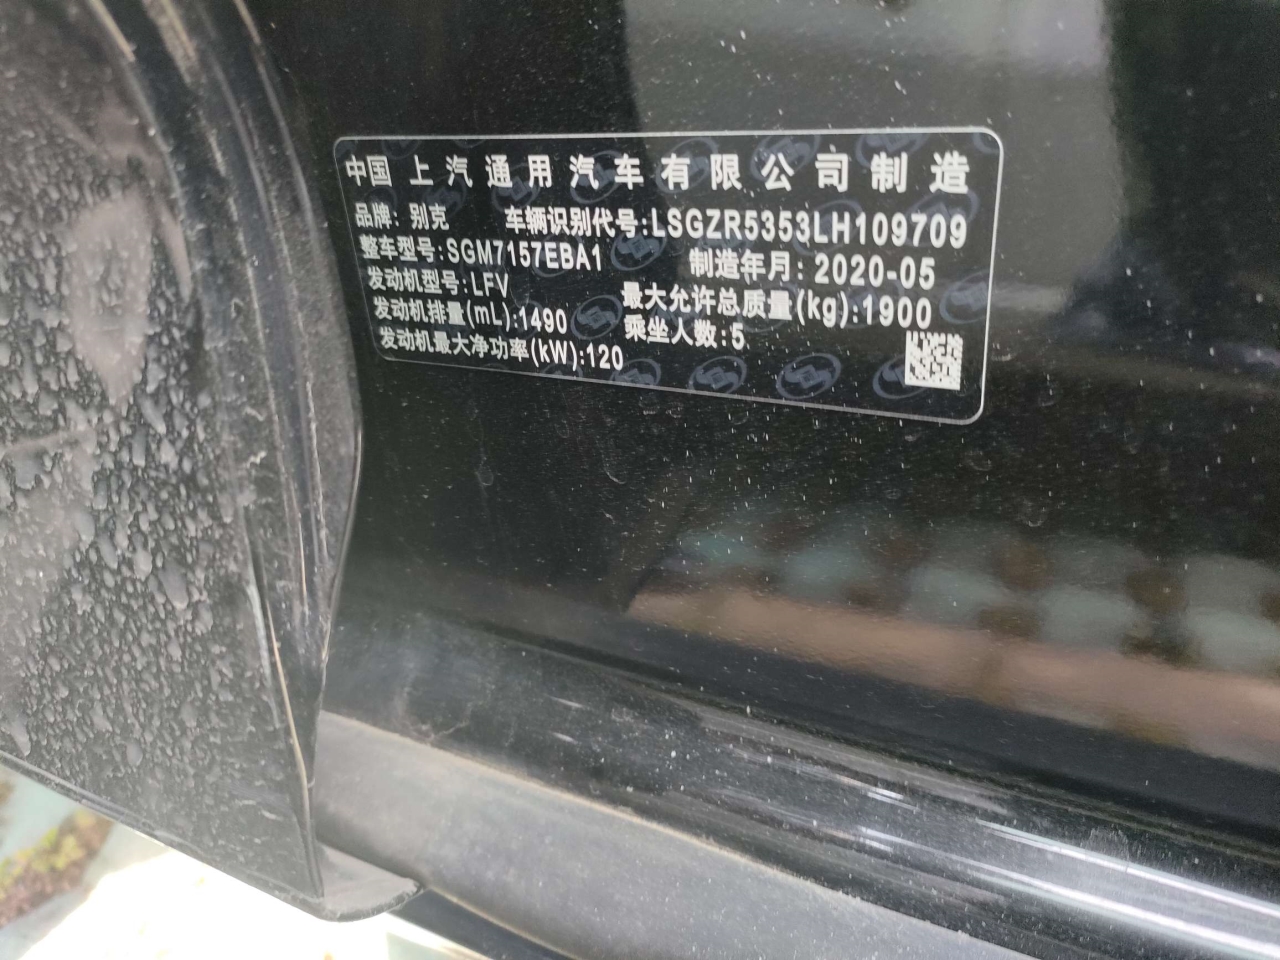 中国 上汽通用汽车有限公司制造
品牌: 别克 车辆识别代号:LSGZR5353LH109709
整车型号:SGM7157EBA1 制造年月:2020-05
发动机型号:LFV 最大允许总质量(kg):1900
发动机排量(mL):1490 乘坐人数:5
发动机最大净功率(kW):120